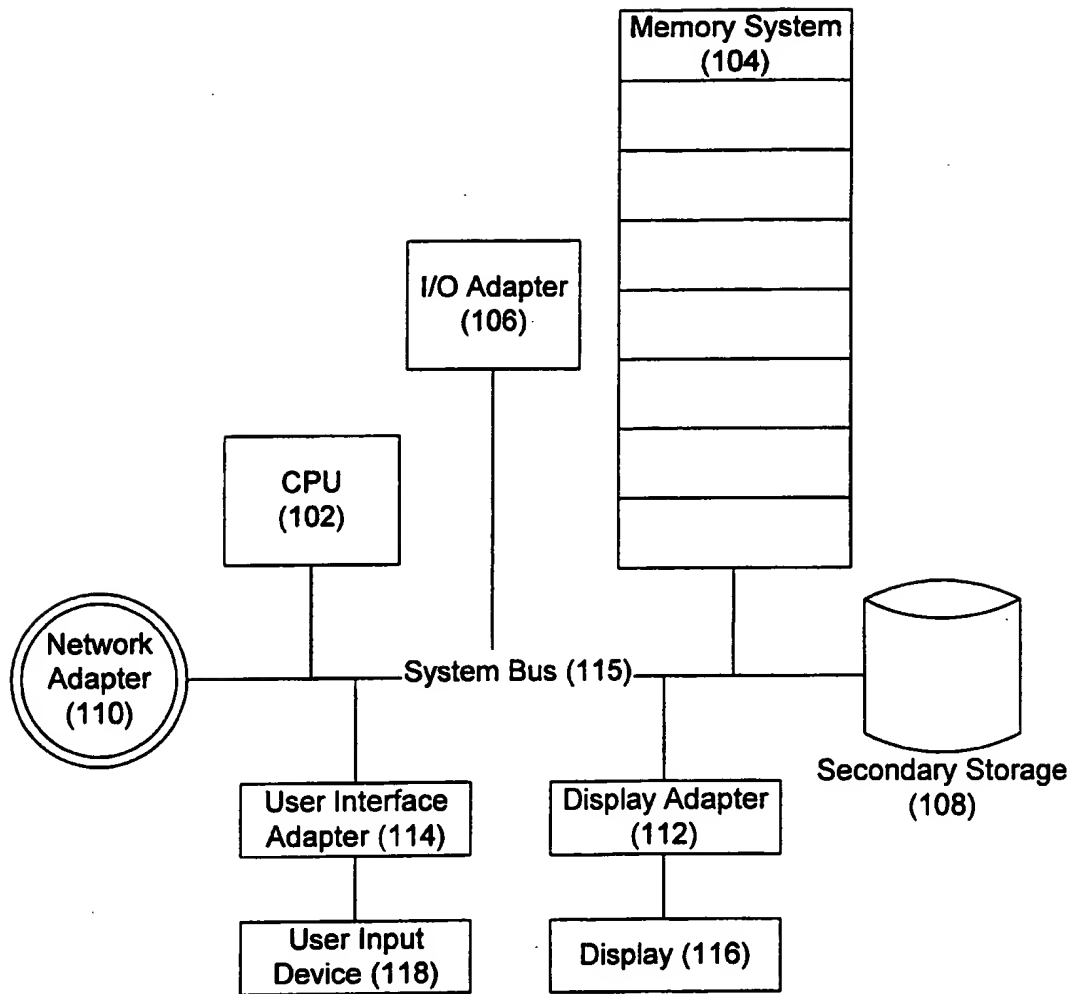 Memory System
(104)
I/O Adapter
(106)
CPU
(102)
Network
Adapter
(110)
System Bus (115)
Secondary Storage
(108)
User Interface
Adapter (114)
Display Adapter
(112)
User Input
Device (118)
Display (116)